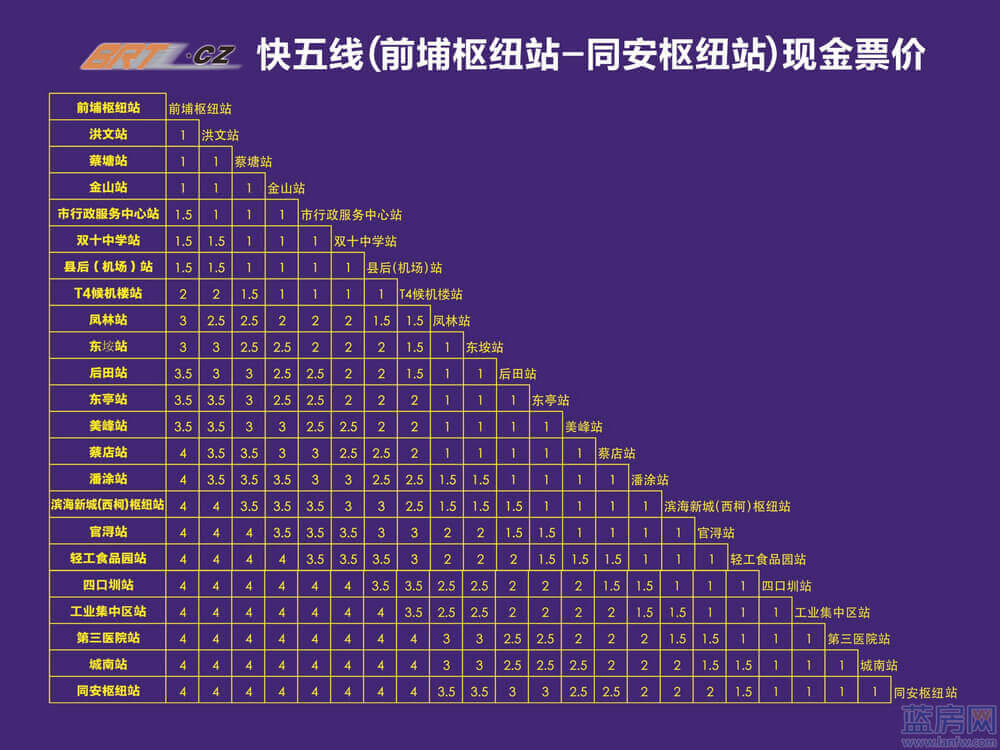 BRT·CZ 快五线(前埔枢纽站-同安枢纽站)现金票价
前埔枢纽站 前埔枢纽站
洪文站 1 洪文站
蔡塘站 1 1 蔡塘站
金山站 1 1 1 金山站
市行政服务中心站 1.5 1 1 1 市行政服务中心站
双十中学站 1.5 1.5 1 1 1 双十中学站
县后(机场)站 1.5 1.5 1 1 1 1 县后(机场)站
T4候机楼站 2 2 1.5 1 1 1 1 T4候机楼站
凤林站 3 2.5 2.5 2 2 2 1.5 1.5 凤林站
东垵站 3 3 2.5 2.5 2 2 2 1.5 1 东垵站
后田站 3.5 3 3 2.5 2.5 2 2 1.5 1 1 后田站
东亭站 3.5 3.5 3 2.5 2.5 2 2 2 1 1 1 东亭站
美峰站 3.5 3.5 3 3 2.5 2.5 2 2 1 1 1 1 美峰站
蔡店站 4 3.5 3.5 3 3 2.5 2.5 2 1 1 1 1 1 蔡店站
潘涂站 4 3.5 3.5 3.5 3 3 2.5 2.5 1.5 1.5 1 1 1 1 潘涂站
滨海新城(西柯)枢纽站 4 4 3.5 3.5 3.5 3 3 2.5 1.5 1.5 1.5 1 1 1 1 滨海新城(西柯)枢纽站
官浔站 4 4 4 3.5 3.5 3.5 3 3 2 2 1.5 1.5 1 1 1 1 官浔站
轻工食品园站 4 4 4 4 3.5 3.5 3.5 3 2 2 2 1.5 1.5 1.5 1 1 1 轻工食品园站
四口圳站 4 4 4 4 4 4 3.5 3.5 2.5 2.5 2 2 2 1.5 1.5 1 1 1 四口圳站
工业集中区站 4 4 4 4 4 4 4 3.5 2.5 2.5 2 2 2 2 1.5 1.5 1 1 1 工业集中区站
第三医院站 4 4 4 4 4 4 4 4 3 3 2.5 2.5 2 2 2 1.5 1.5 1 1 1 第三医院站
城南站 4 4 4 4 4 4 4 4 3 3 2.5 2.5 2.5 2 2 2 1.5 1.5 1 1 1 城南站
同安枢纽站 4 4 4 4 4 4 4 4 3.5 3.5 3 3 2.5 2.5 2 2 2 1.5 1 1 1 1 同安枢纽站
蓝房网
www.lanfw.com